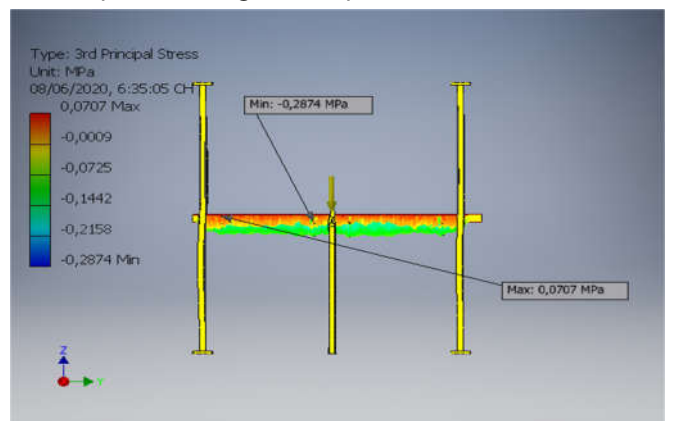 Type: 3rd Principal Stress
Unit: MPa
08/06/2020, 6:35:05 CH
0,0707 Max
-0,0009
-0,0725
-0,1442
-0,2158
-0,2874 Min
Min: -0,2874 MPa
Max: 0,0707 MPa
Z
Y